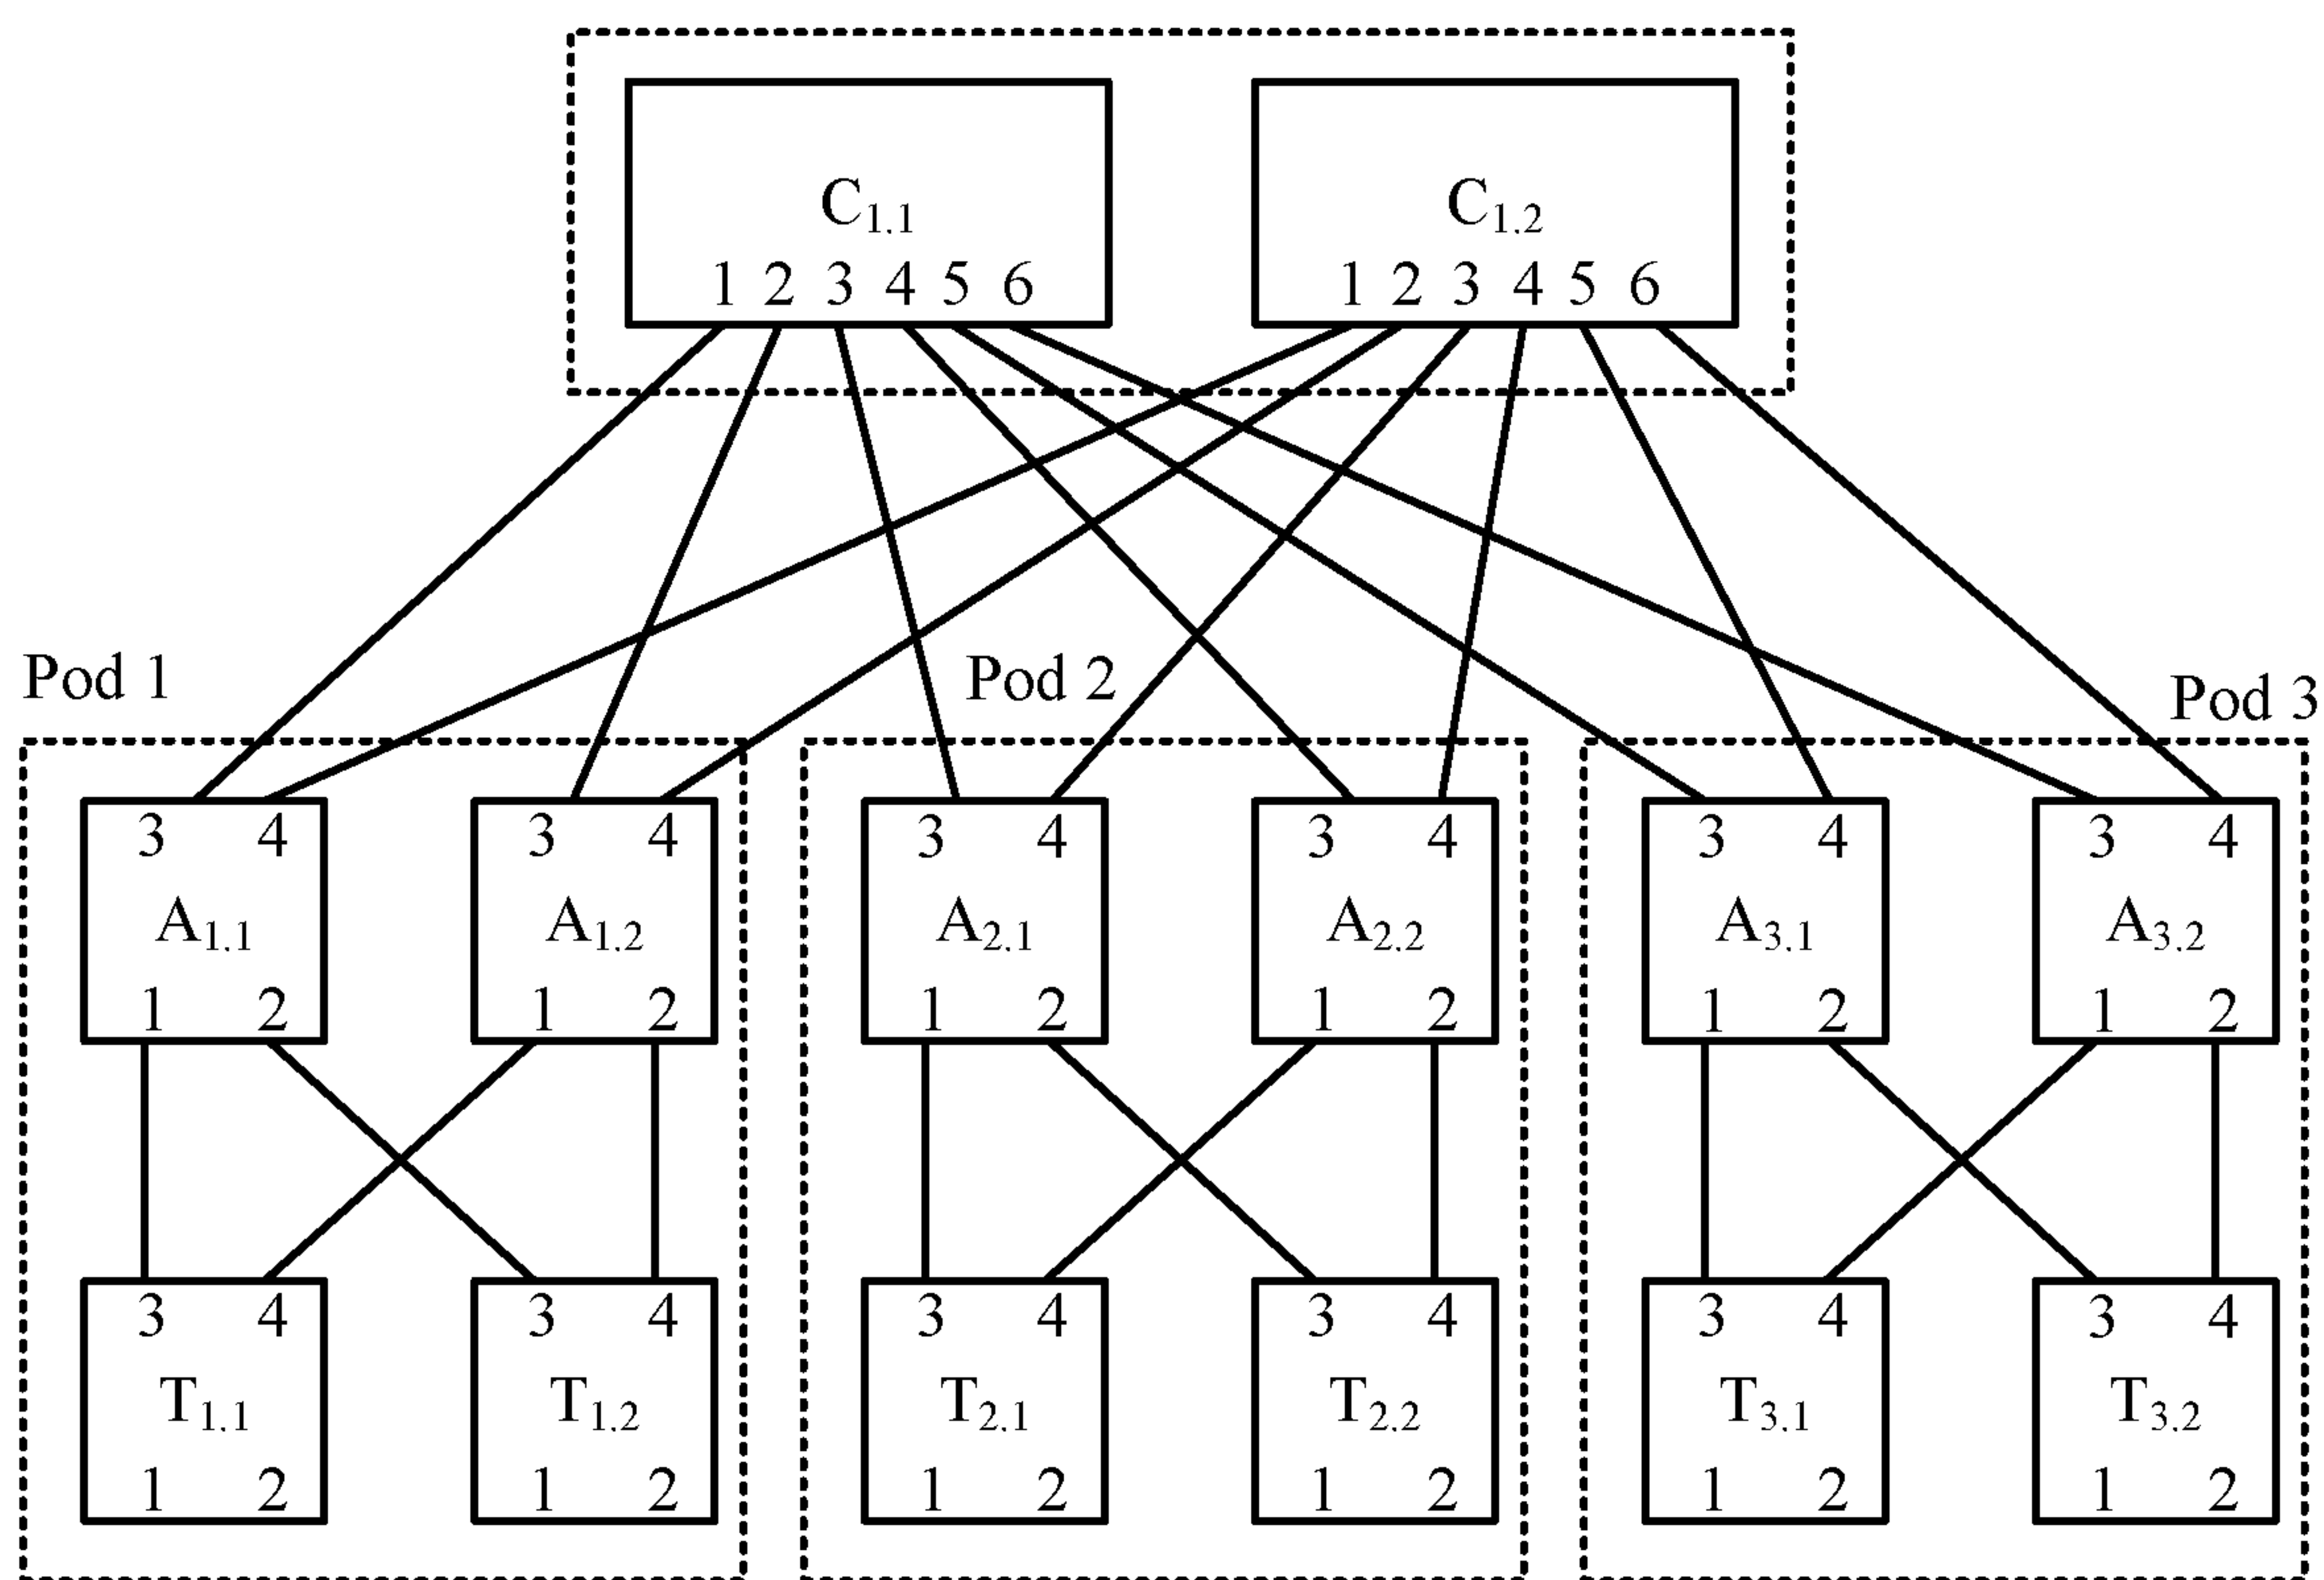 C1,1 C1,2
1 2 3 4 5 6 1 2 3 4 5 6
Pod 1 Pod 2 Pod 3
3 4 3 4 3 4 3 4 3 4 3 4
A1,1 A1,2 A2,1 A2,2 A3,1 A3,2
1 2 1 2 1 2 1 2 1 2 1 2
3 4 3 4 3 4 3 4 3 4 3 4
T1,1 T1,2 T2,1 T2,2 T3,1 T3,2
1 2 1 2 1 2 1 2 1 2 1 2